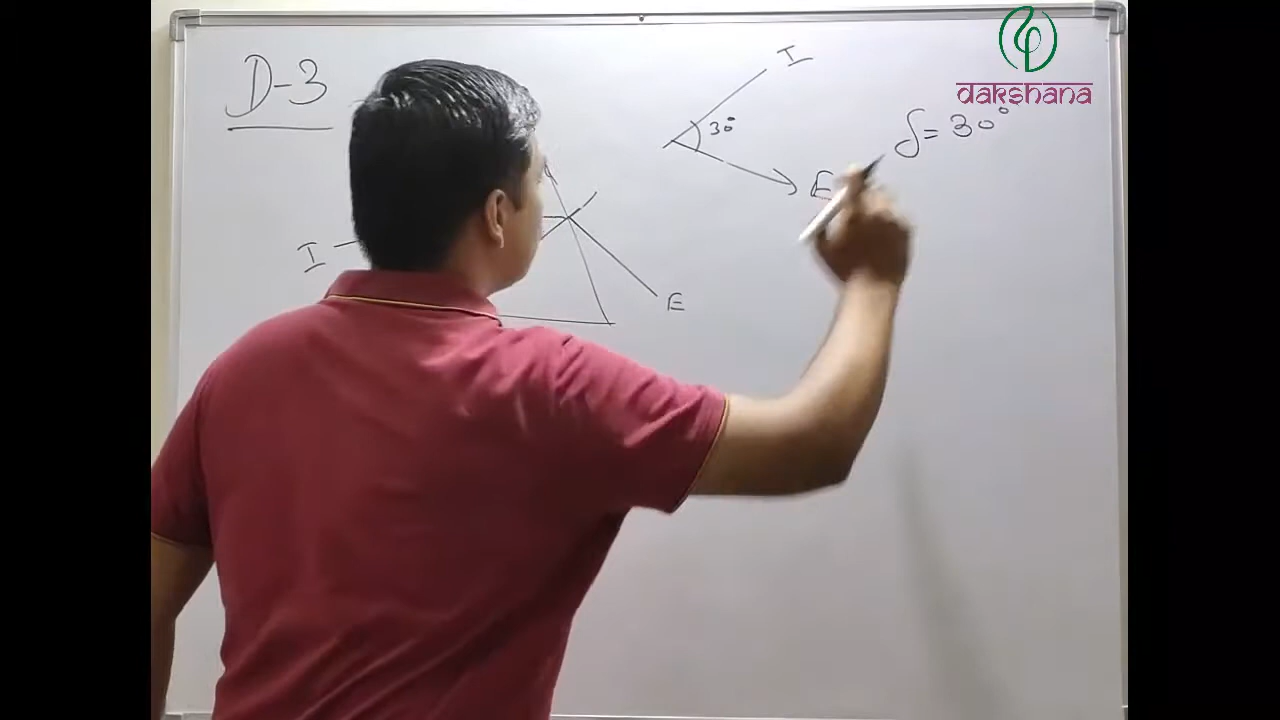 D-3
I
30°
E
δ = 30°
dakshana
I
E